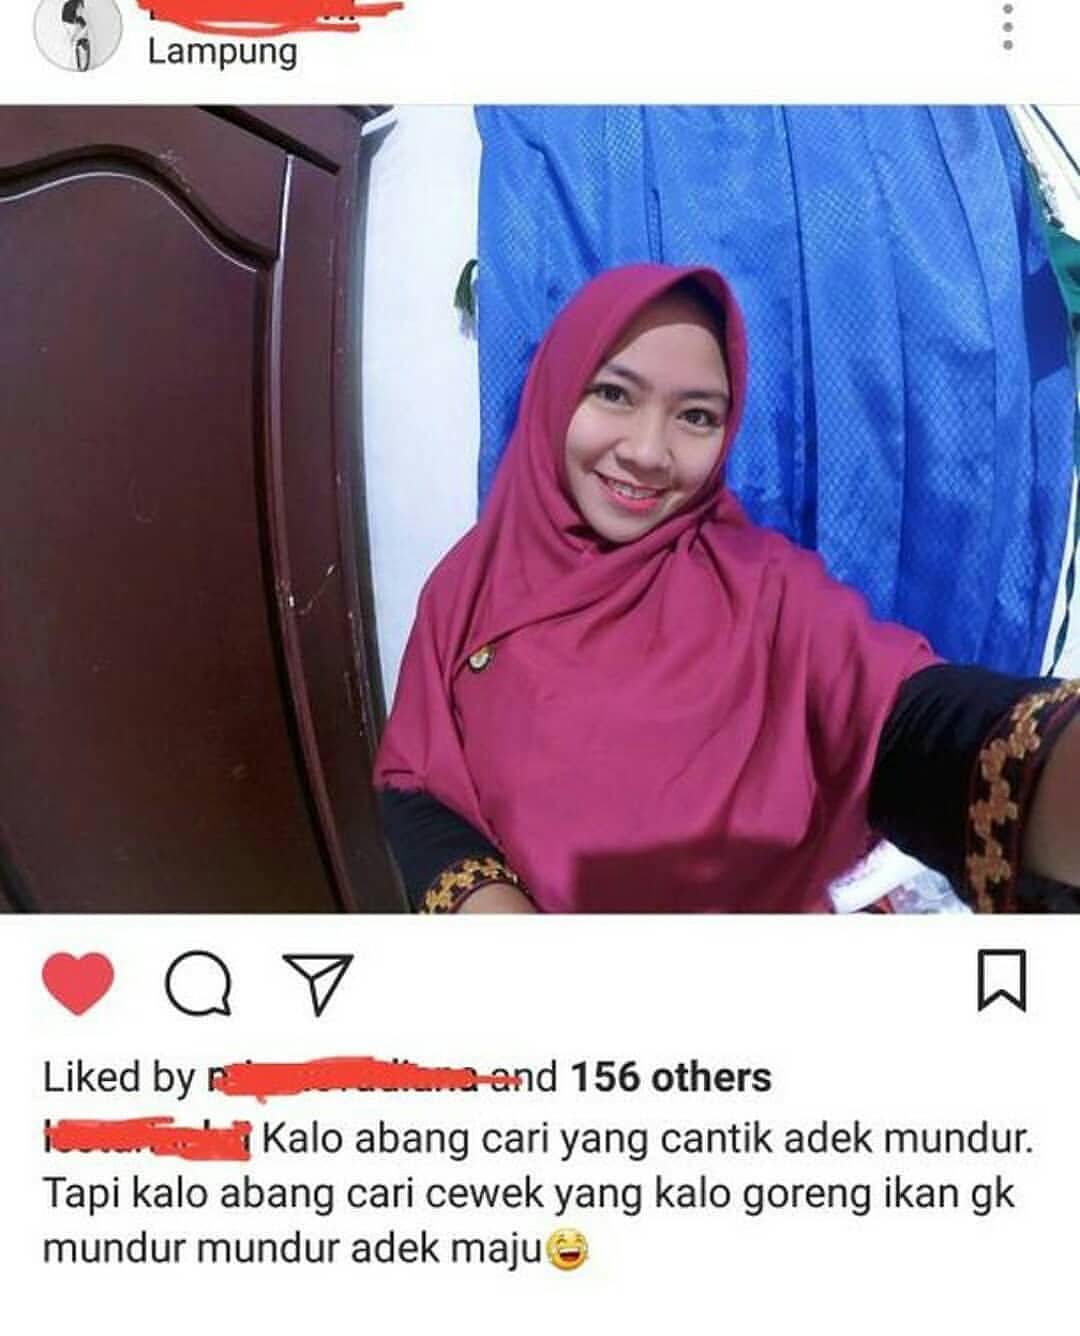 Lampung
Liked by and 156 others
Kalo abang cari yang cantik adek mundur.
Tapi kalo abang cari cewek yang kalo goreng ikan gk
mundur mundur adek maju😅